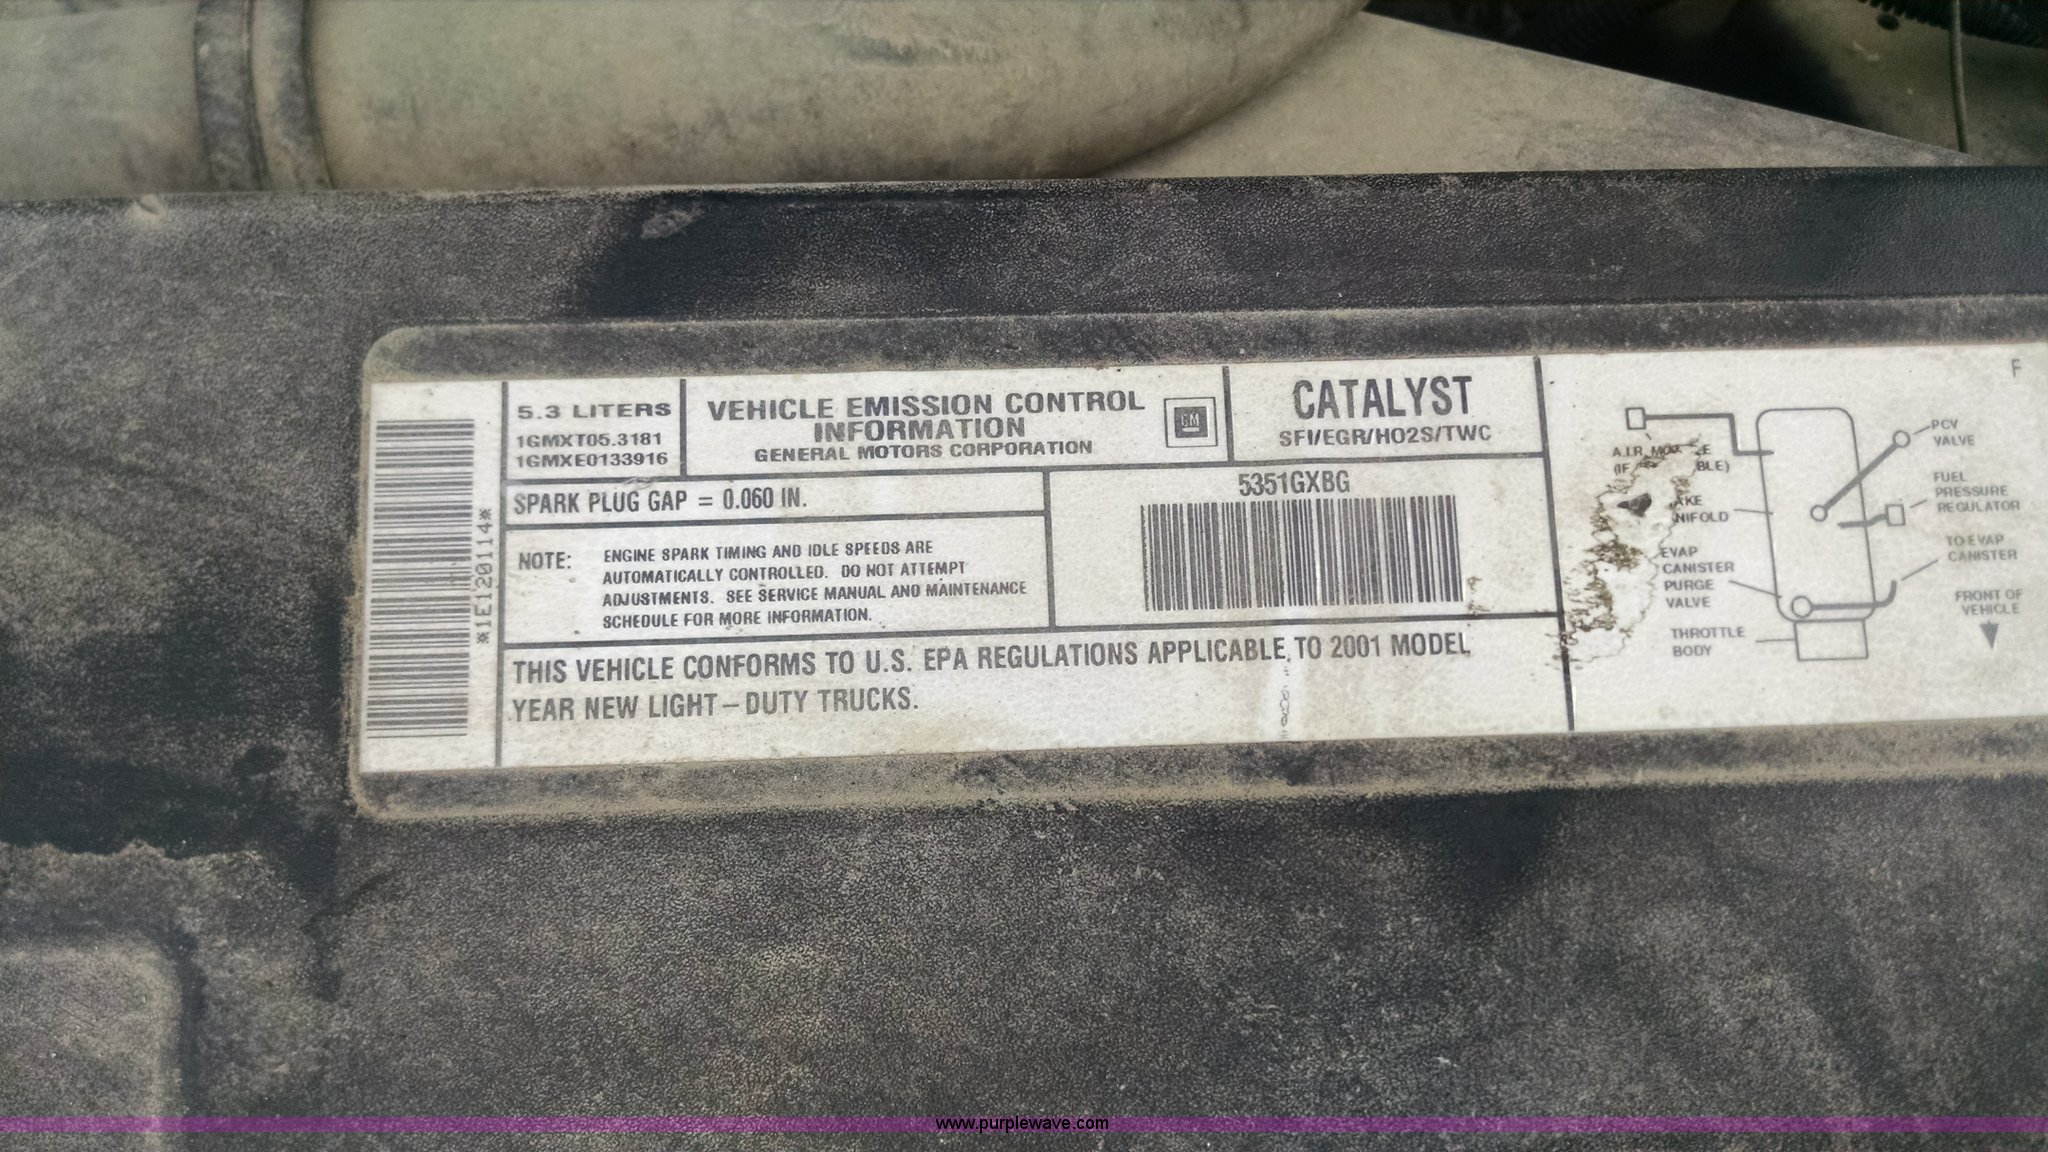 5.3 LITERS
1GMXT05.3181
1GMXE0133916
VEHICLE EMISSION CONTROL
INFORMATION
GENERAL MOTORS CORPORATION
GM
CATALYST
SFI/EGR/HO2S/TWC
SPARK PLUG GAP = 0.060 IN.
NOTE: ENGINE SPARK TIMING AND IDLE SPEEDS ARE
AUTOMATICALLY CONTROLLED. DO NOT ATTEMPT
ADJUSTMENTS. SEE SERVICE MANUAL AND MAINTENANCE
SCHEDULE FOR MORE INFORMATION.
5351GXBG
THIS VEHICLE CONFORMS TO U.S. EPA REGULATIONS APPLICABLE TO 2001 MODEL
YEAR NEW LIGHT-DUTY TRUCKS.
*1E1201144*
F
A.I.R.
(IF
PCV
VALVE
FUEL
PRESSURE
REGULATOR
EVAP
CANISTER
PURGE
VALVE
TO EVAP
CANISTER
THROTTLE
BODY
FRONT OF
VEHICLE
www.purplewave.com